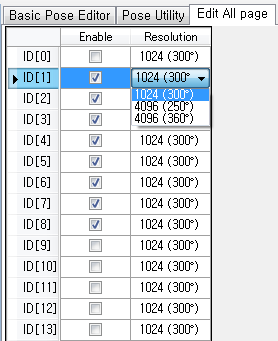 Basic Pose Editor Pose Utility Edit All page
Enable Resolution
ID[0] 1024 (300°)
ID[1] 1024 (300°
ID[2] 1024 (300°)
4096 (250°)
ID[3] 4096 (360°)
ID[4] 1024 (300°)
ID[5] 1024 (300°)
ID[6] 1024 (300°)
ID[7] 1024 (300°)
ID[8] 1024 (300°)
ID[9] 1024 (300°)
ID[10] 1024 (300°)
ID[11] 1024 (300°)
ID[12] 1024 (300°)
ID[13] 1024 (300°)